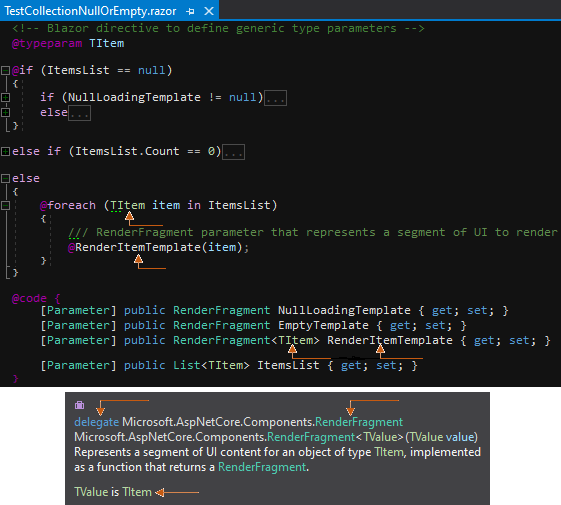 TestCollectionNullOrEmpty.razor
<!-- Blazor directive to define generic type parameters -->
@typeparam TItem
@if (ItemsList == null)
{
if (NullLoadingTemplate != null)...
else...
}
else if (ItemsList.Count == 0)...
else
{
@foreach (TItem item in ItemsList)
{
/// RenderFragment parameter that represents a segment of UI to render
@RenderItemTemplate(item);
}
}
@code {
[Parameter] public RenderFragment NullLoadingTemplate { get; set; }
[Parameter] public RenderFragment EmptyTemplate { get; set; }
[Parameter] public RenderFragment<TItem> RenderItemTemplate { get; set; }
[Parameter] public List<TItem> ItemsList { get; set; }
}
delegate Microsoft.AspNetCore.Components.RenderFragment
Microsoft.AspNetCore.Components.RenderFragment<TValue>(TValue value)
Represents a segment of UI content for an object of type TItem, implemented
as a function that returns a RenderFragment.
TValue is TItem